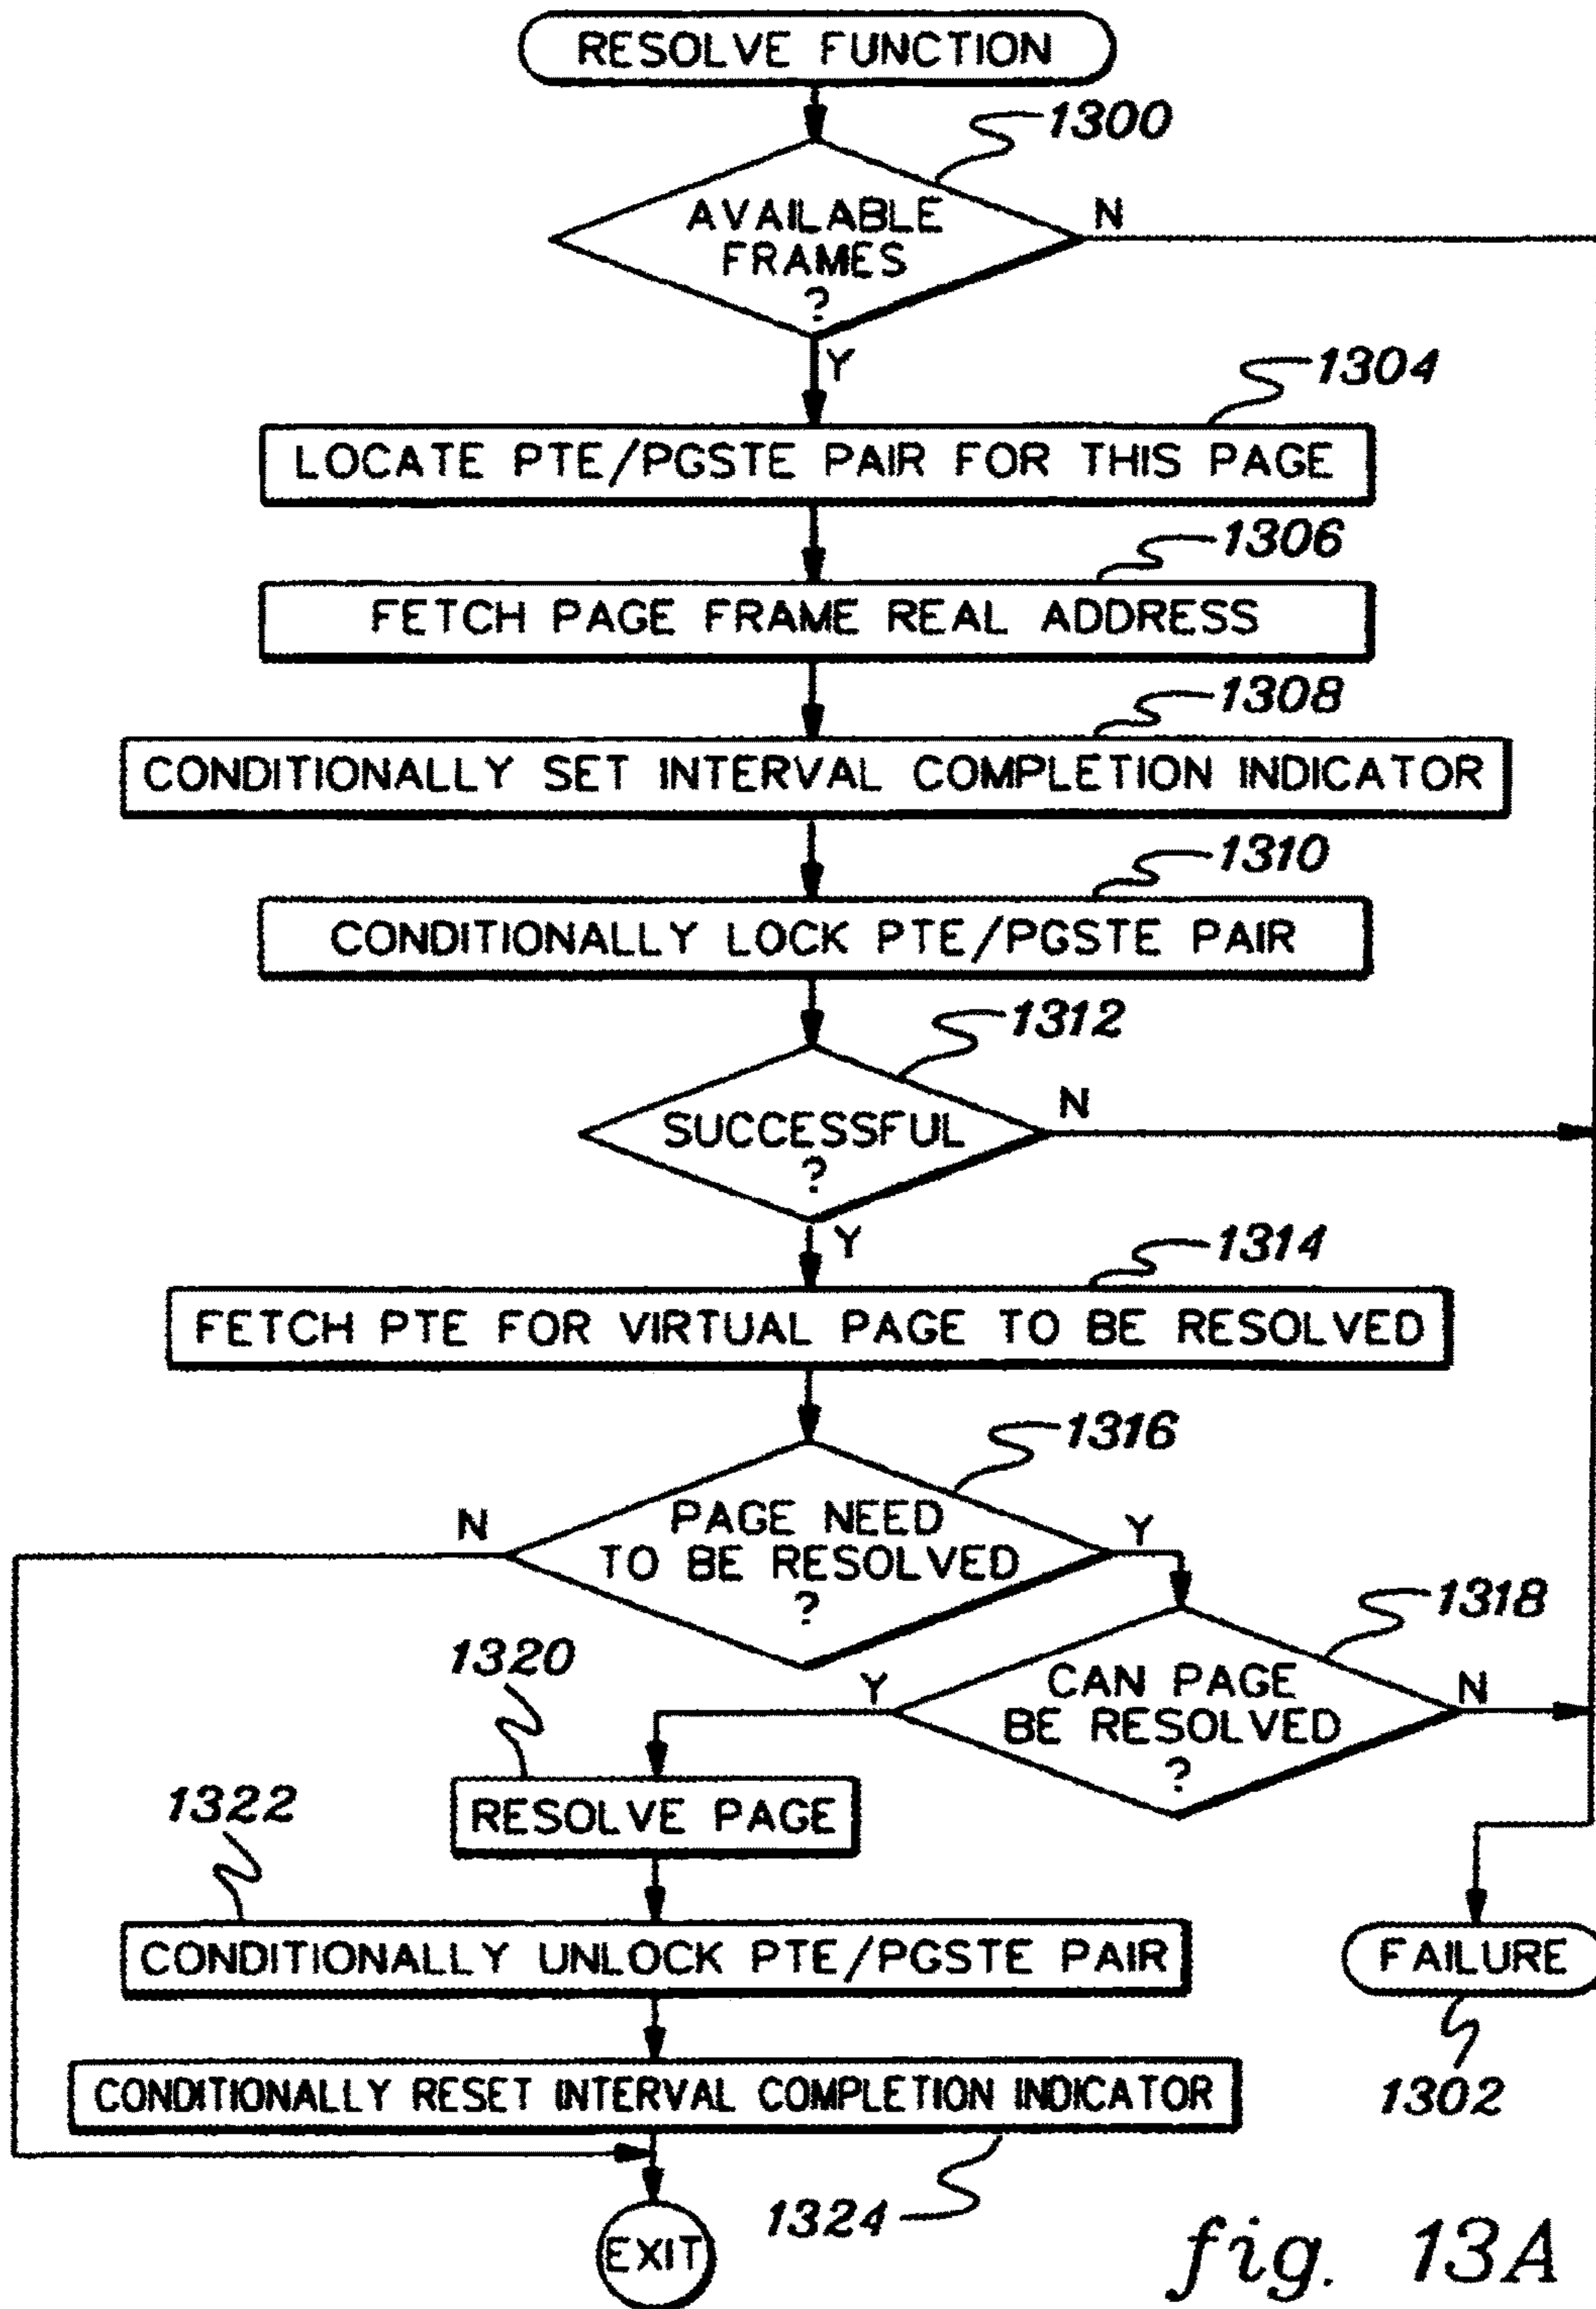 RESOLVE FUNCTION
1300
AVAILABLE
FRAMES
?
N
Y
1304
LOCATE PTE/PGSTE PAIR FOR THIS PAGE
1306
FETCH PAGE FRAME REAL ADDRESS
1308
CONDITIONALLY SET INTERVAL COMPLETION INDICATOR
1310
CONDITIONALLY LOCK PTE/PGSTE PAIR
1312
SUCCESSFUL
?
N
Y
1314
FETCH PTE FOR VIRTUAL PAGE TO BE RESOLVED
1316
PAGE NEED
TO BE RESOLVED
?
N
Y
1318
CAN PAGE
BE RESOLVED
?
Y
N
1320
RESOLVE PAGE
1322
CONDITIONALLY UNLOCK PTE/PGSTE PAIR
FAILURE
1302
CONDITIONALLY RESET INTERVAL COMPLETION INDICATOR
1324
EXIT
fig. 13A